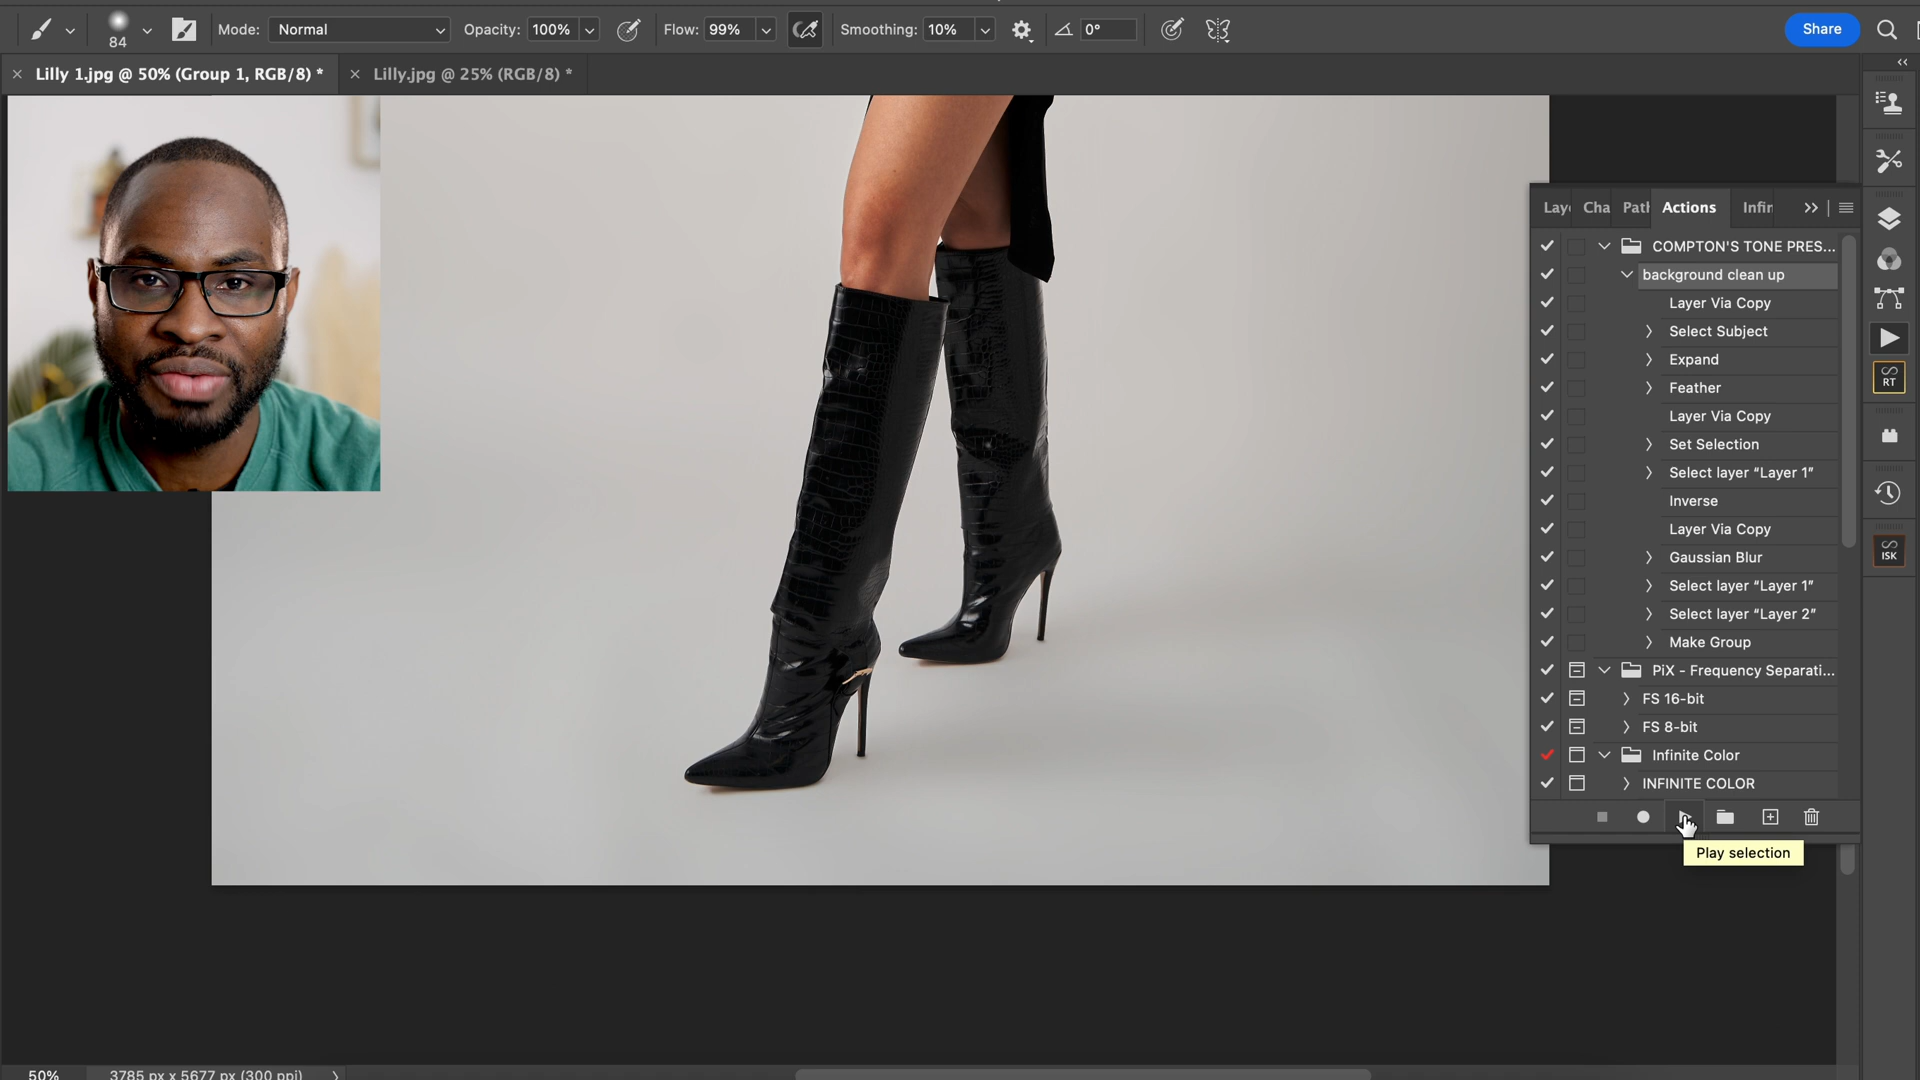 84
Mode: Normal
Opacity: 100%
Flow: 99%
Smoothing: 10%
0°
Share
Lilly 1.jpg @ 50% (Group 1, RGB/8) *
Lilly.jpg @ 25% (RGB/8) *
Laye Cha Path Actions Infin
COMPTON'S TONE PRES...
background clean up
Layer Via Copy
Select Subject
Expand
Feather
Layer Via Copy
Set Selection
Select layer “Layer 1”
Inverse
Layer Via Copy
Gaussian Blur
Select layer “Layer 1”
Select layer “Layer 2”
Make Group
PiX - Frequency Separati...
FS 16-bit
FS 8-bit
Infinite Color
INFINITE COLOR
Play selection
RT
ISK
50%
3785 px x 5677 px (300 ppi)